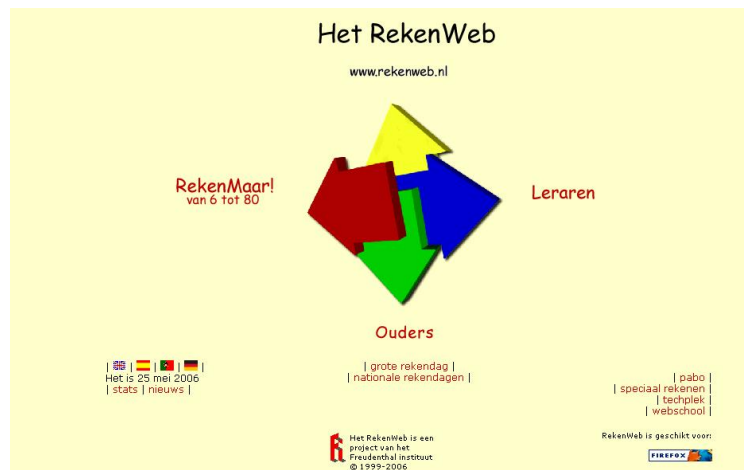 Het RekenWeb
www.rekenweb.nl
RekenMaar!
van 6 tot 80
Leraren
Ouders
| | | | |
Het is 25 mei 2006
| stats | nieuws |
| grote rekendag |
| nationale rekendagen |
| pabo |
| speciaal rekenen |
| techplek |
| webschool |
Het RekenWeb is een
project van het
Freudenthal instituut
© 1999-2006
RekenWeb is geschikt voor:
FIREFOX